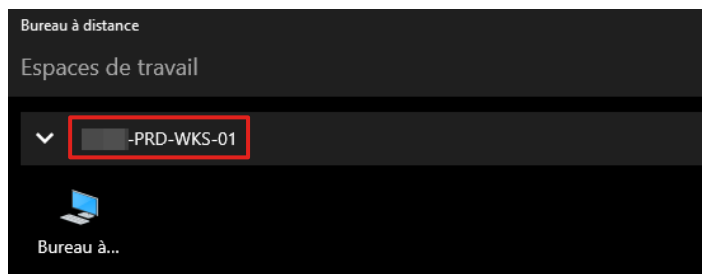 Bureau à distance
Espaces de travail
-PRD-WKS-01
Bureau à...